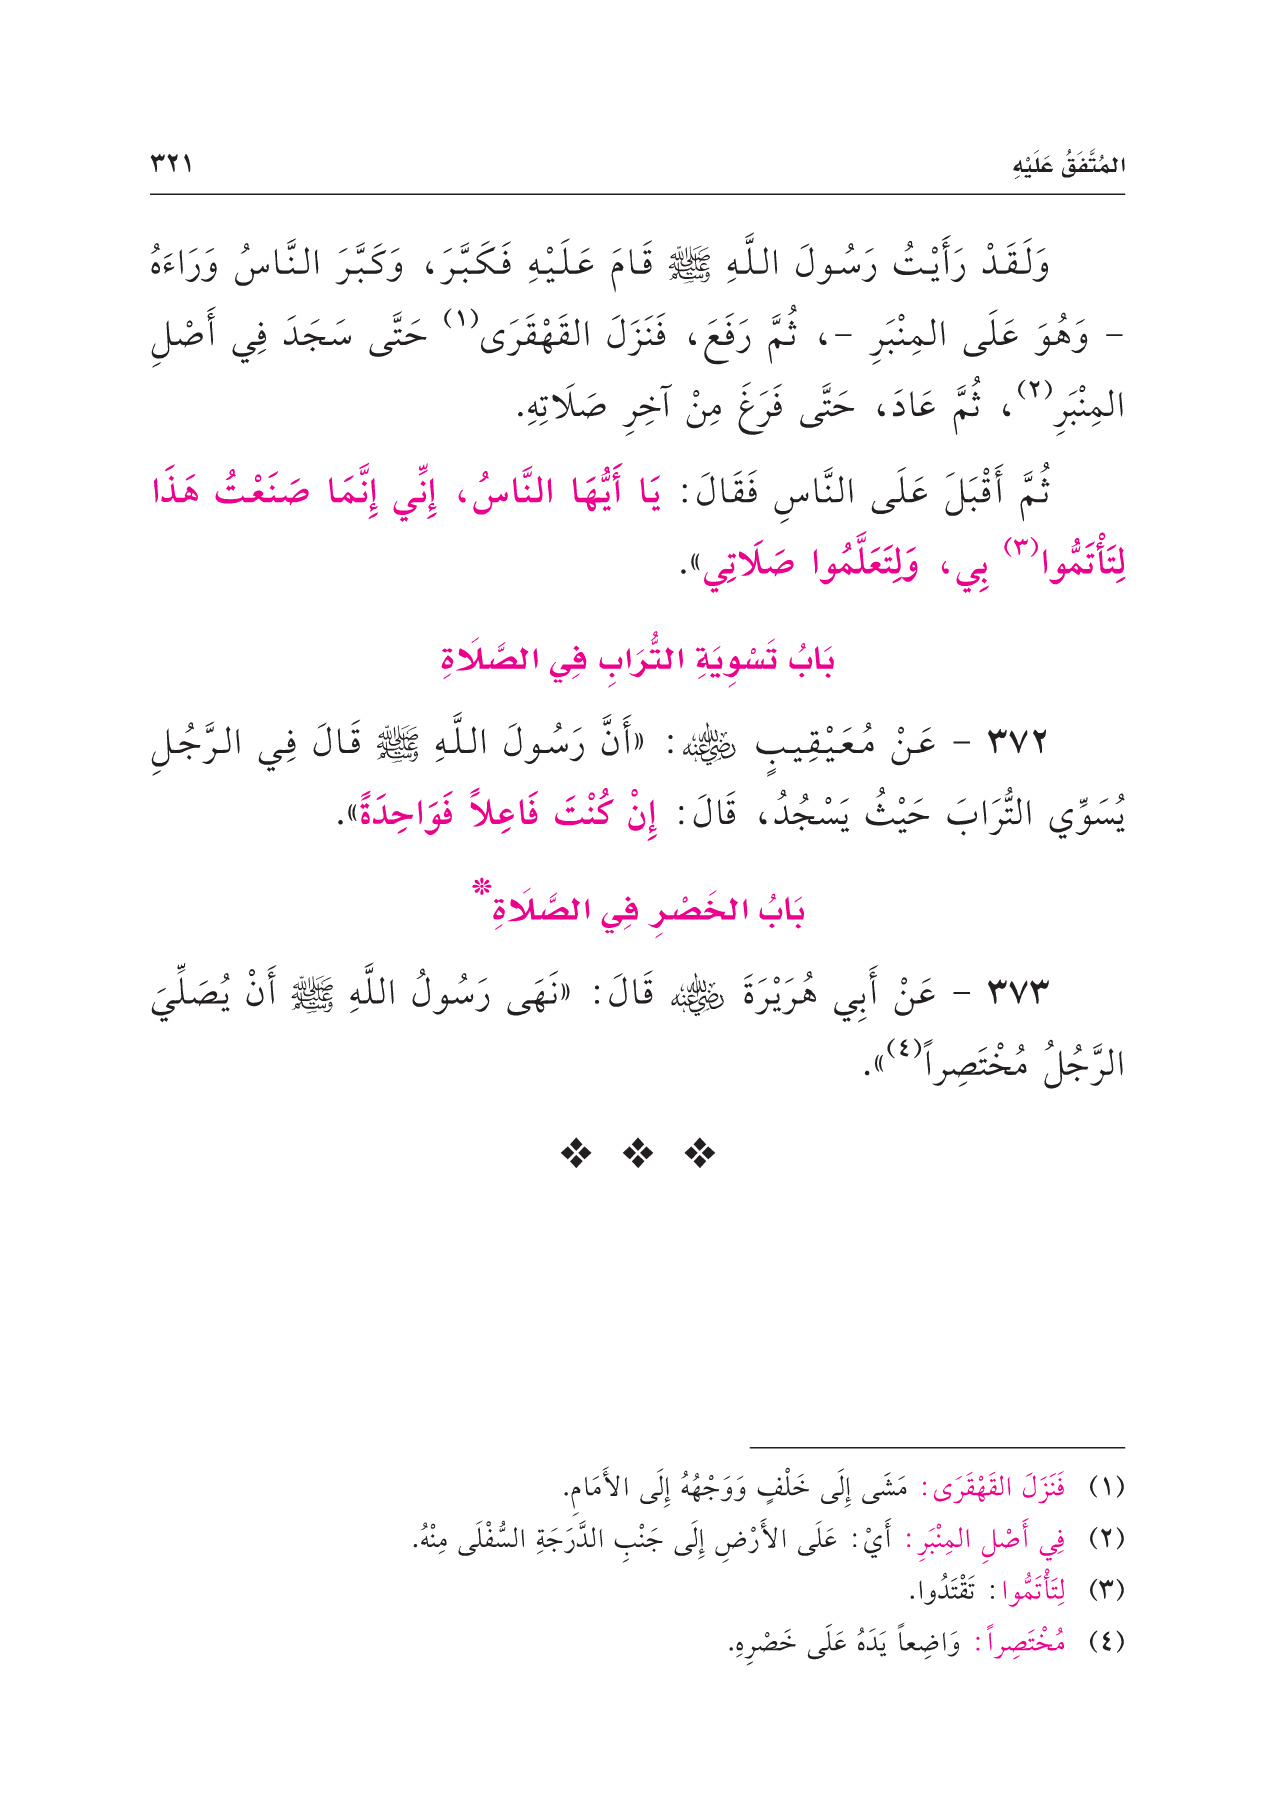 المُتَّفَقُ عَلَيْهِ ٣٢١
وَلَقَدْ رَأَيْتُ رَسُولَ اللَّهِ ﷺ قَامَ عَلَيْهِ فَكَبَّرَ، وَكَبَّرَ النَّاسُ وَرَاءَهُ
- وَهُوَ عَلَى المِنْبَرِ -، ثُمَّ رَفَعَ، فَنَزَلَ القَهْقَرَى(١) حَتَّى سَجَدَ فِي أَصْلِ
المِنْبَرِ(٢)، ثُمَّ عَادَ، حَتَّى فَرَغَ مِنْ آخِرِ صَلَاتِهِ.
ثُمَّ أَقْبَلَ عَلَى النَّاسِ فَقَالَ: يَا أَيُّهَا النَّاسُ، إِنِّي إِنَّمَا صَنَعْتُ هَذَا
لِتَأْتَمُّوا(٣) بِي، وَلِتَعَلَّمُوا صَلَاتِي».
بَابُ تَسْوِيَةِ التُّرَابِ فِي الصَّلَاةِ
٣٧٢ - عَنْ مُعَيْقِيبٍ رضي الله عنه: «أَنَّ رَسُولَ اللَّهِ ﷺ قَالَ فِي الرَّجُلِ
يُسَوِّي التُّرَابَ حَيْثُ يَسْجُدُ، قَالَ: إِنْ كُنْتَ فَاعِلاً فَوَاحِدَةً».
بَابُ الخَصْرِ فِي الصَّلَاةِ*
٣٧٣ - عَنْ أَبِي هُرَيْرَةَ رضي الله عنه قَالَ: «نَهَى رَسُولُ اللَّهِ ﷺ أَنْ يُصَلِّيَ
الرَّجُلُ مُخْتَصِراً(٤)».
(١) فَنَزَلَ القَهْقَرَى: مَشَى إِلَى خَلْفٍ وَوَجْهُهُ إِلَى الأَمَامِ.
(٢) فِي أَصْلِ المِنْبَرِ: أَيْ: عَلَى الأَرْضِ إِلَى جَنْبِ الدَّرَجَةِ السُّفْلَى مِنْهُ.
(٣) لِتَأْتَمُّوا: تَقْتَدُوا.
(٤) مُخْتَصِراً: وَاضِعاً يَدَهُ عَلَى خَصْرِهِ.